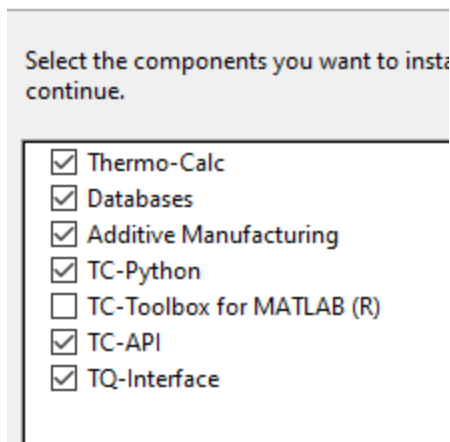 Select the components you want to
continue.
Thermo-Calc
Databases
Additive Manufacturing
TC-Python
TC-Toolbox for MATLAB (R)
TC-API
TQ-Interface